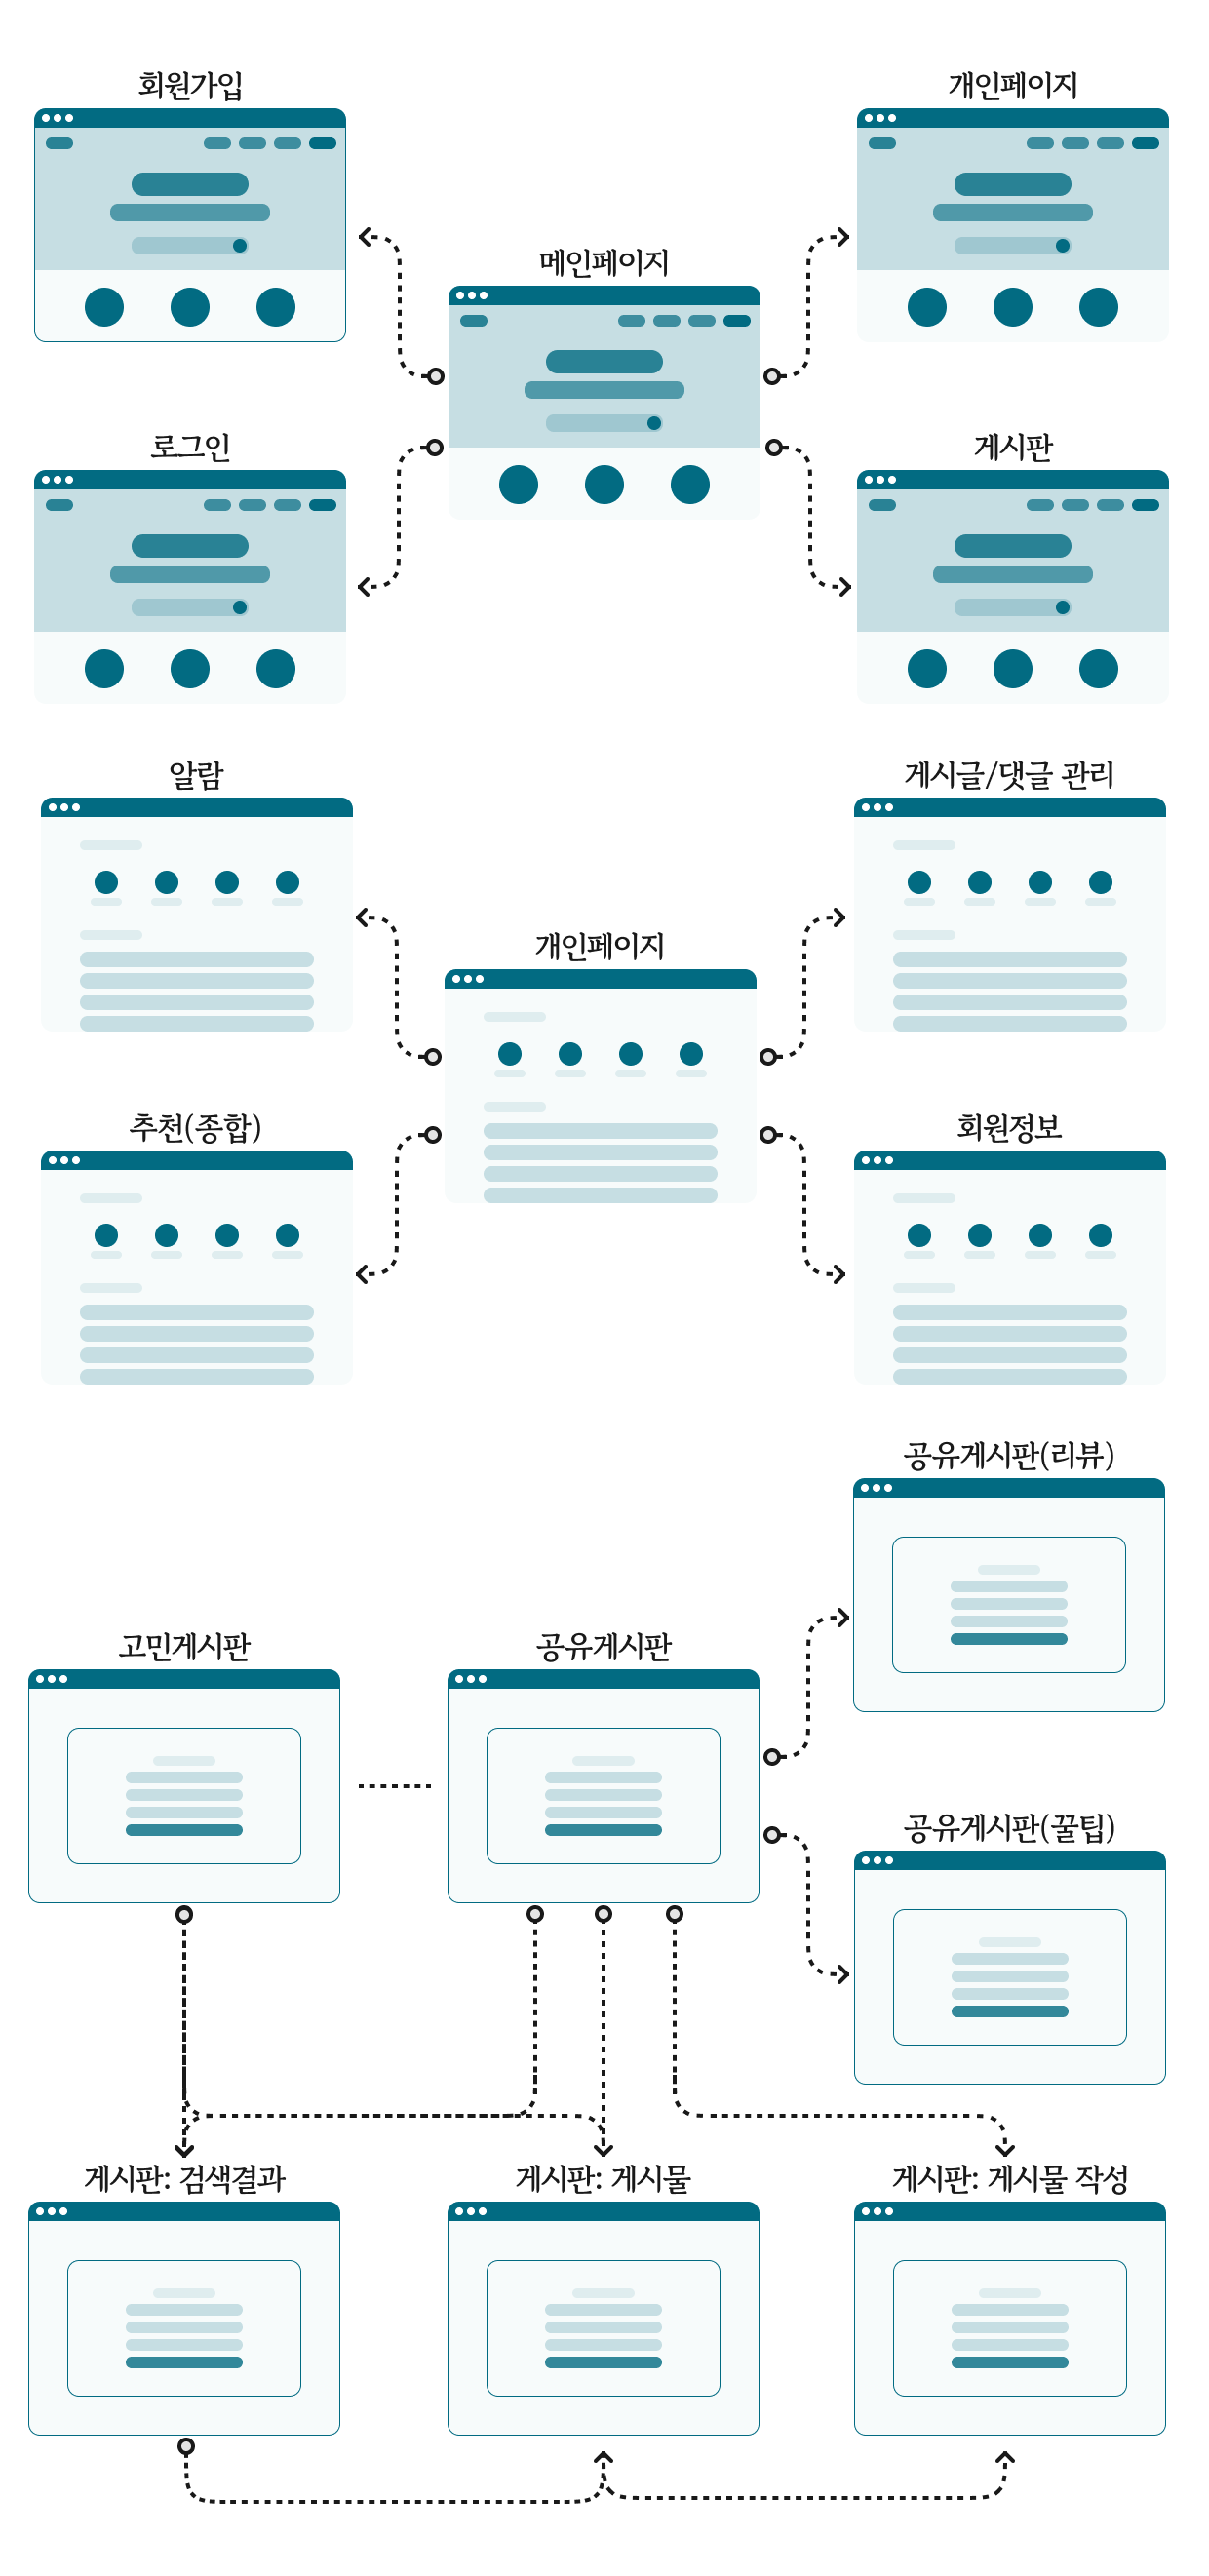 회원가입
개인페이지
메인페이지
로그인
게시판
알람
게시글/댓글 관리
개인페이지
추천(종합)
회원정보
공유게시판(리뷰)
고민게시판
공유게시판
공유게시판(꿀팁)
게시판: 검색결과
게시판: 게시물
게시판: 게시물 작성